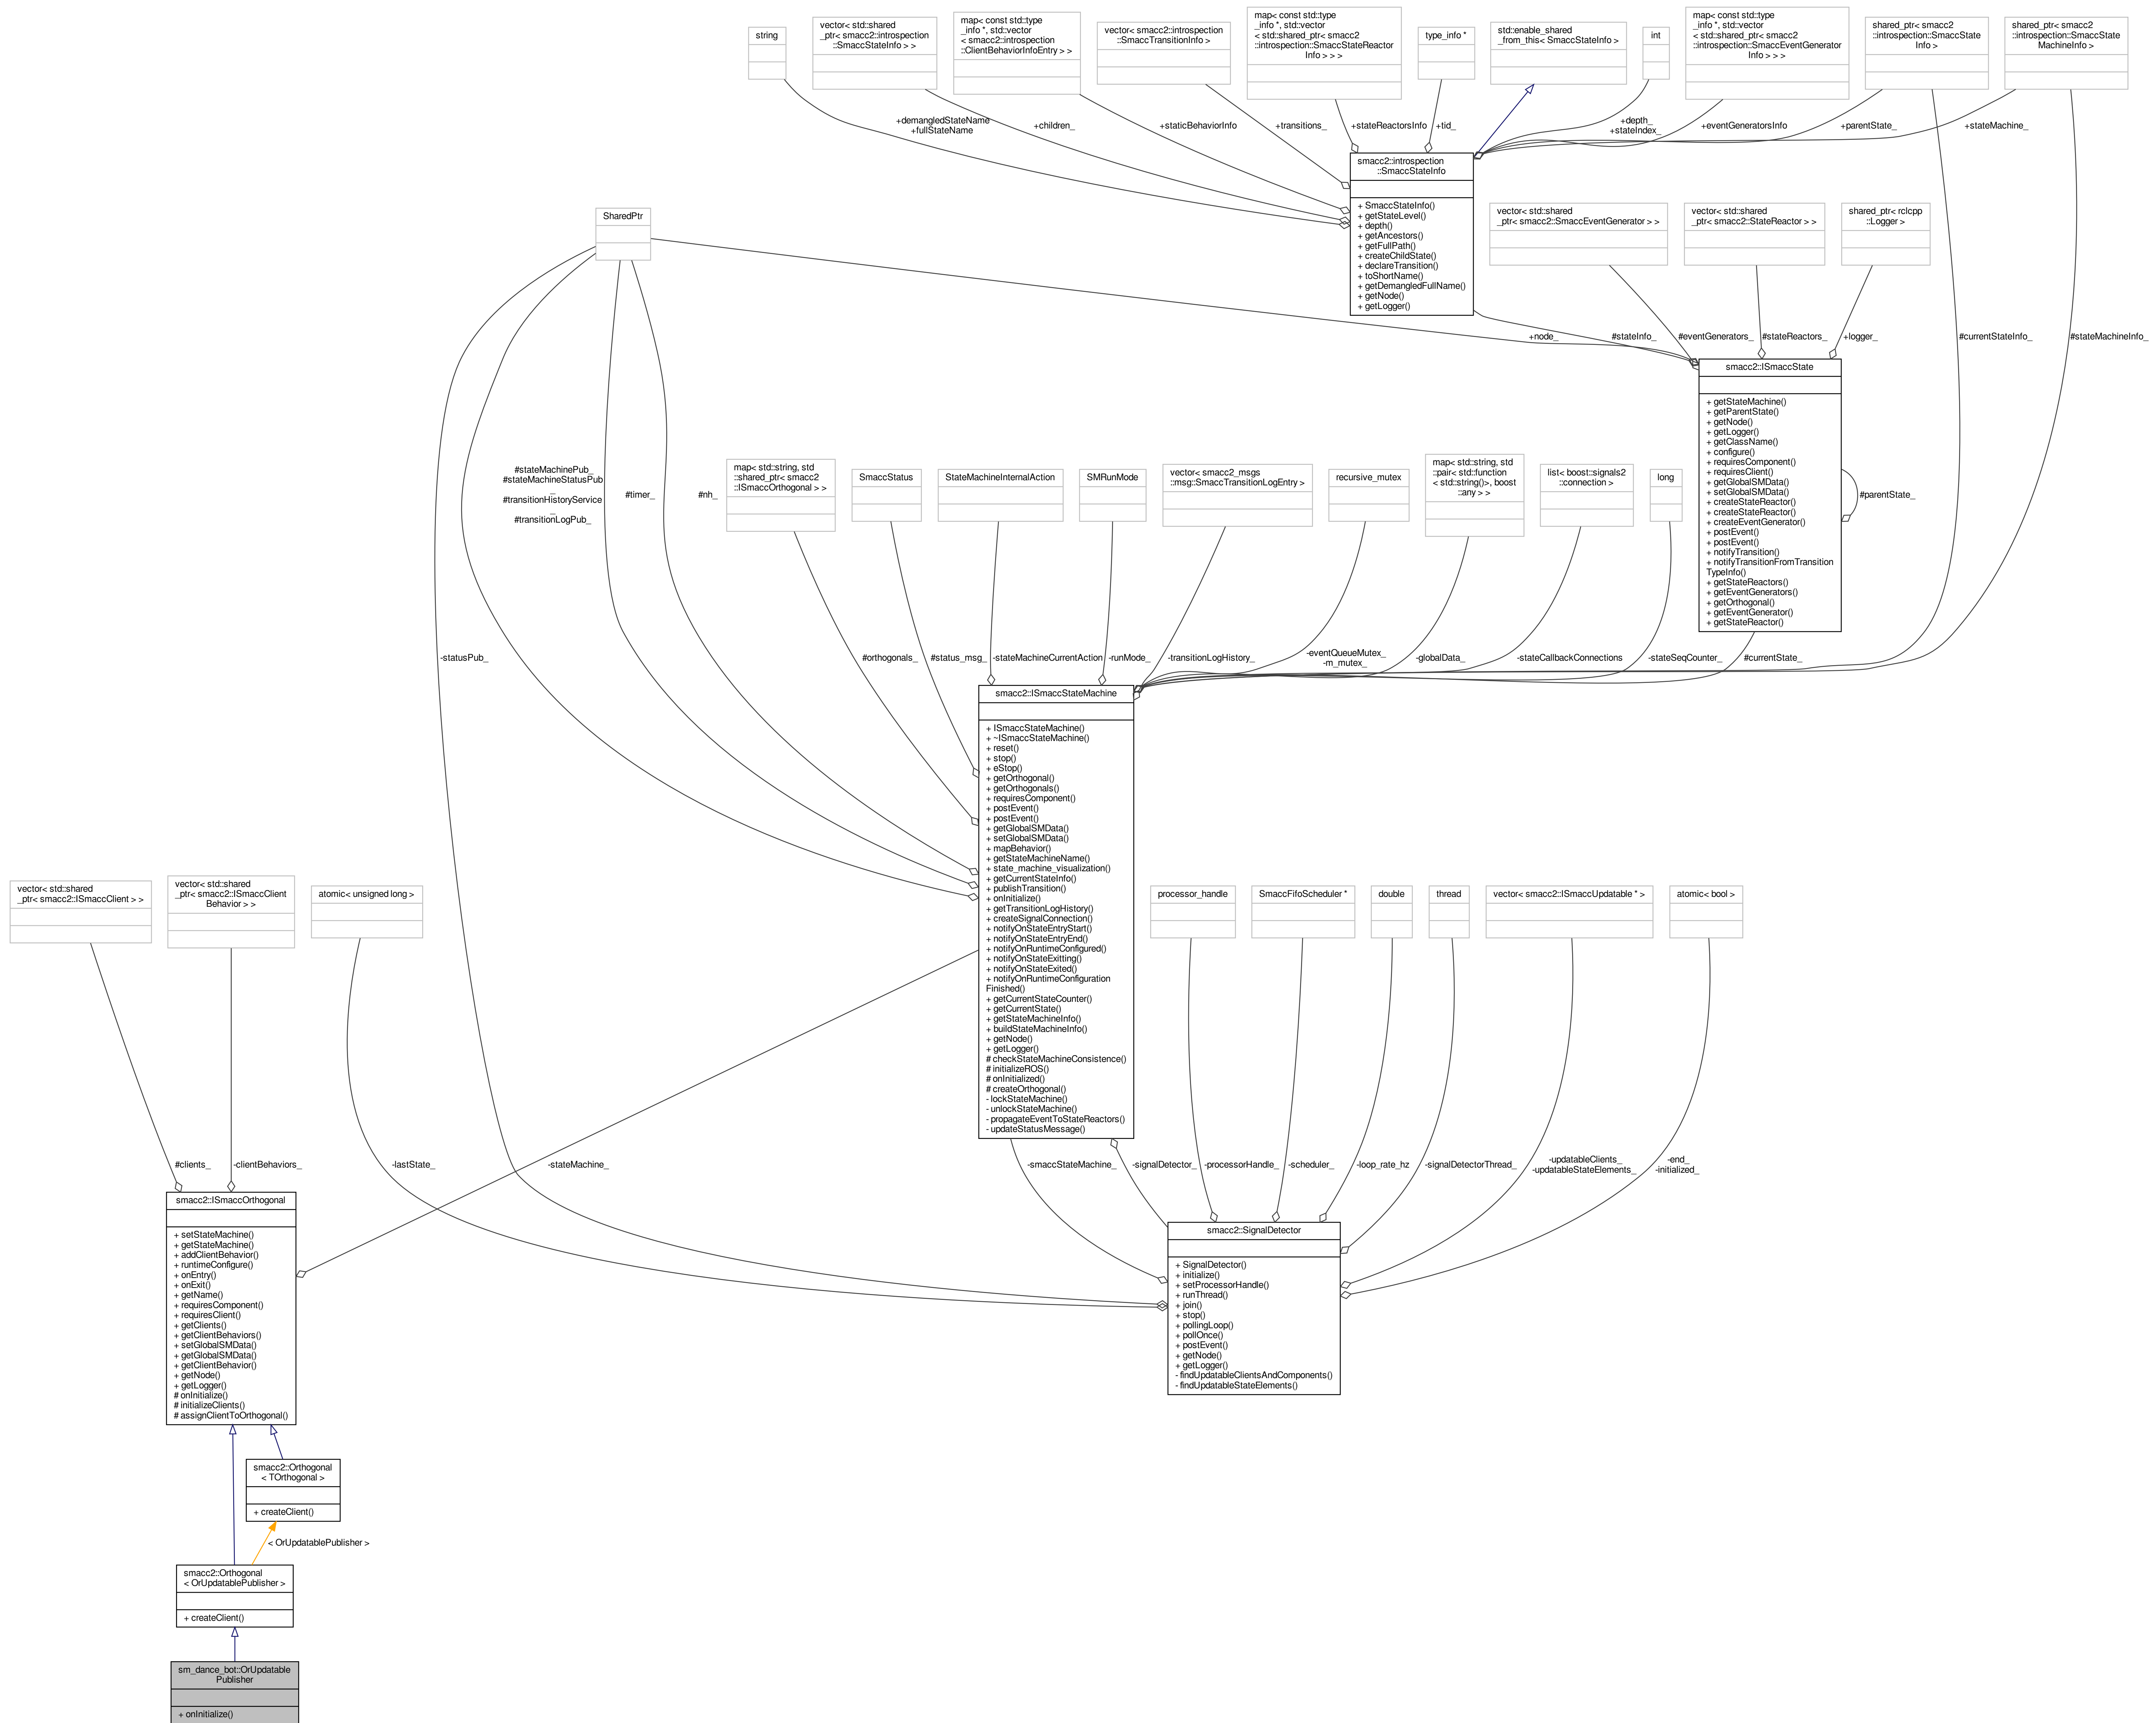 string
vector< std::shared
_ptr< smacc2::introspection
::SmaccStateInfo > >
map< const std::type
_info *, std::vector
< smacc2::introspection
::ClientBehaviorInfoEntry > >
vector< smacc2::introspection
::SmaccTransitionInfo >
map< const std::type
_info *, std::vector
< std::shared_ptr< smacc2
::introspection::SmaccStateReactor
Info > > >
type_info *
std::enable_shared
_from_this< SmaccStateInfo >
int
map< const std::type
_info *, std::vector
< std::shared_ptr< smacc2
::introspection::SmaccEventGenerator
Info > > >
shared_ptr< smacc2
::introspection::SmaccState
Info >
shared_ptr< smacc2
::introspection::SmaccState
MachineInfo >
+demangledStateName
+fullStateName
+children_
+staticBehaviorInfo
+transitions_
+stateReactorsInfo
+tid_
+depth_
+stateIndex_
+eventGeneratorsInfo
+parentState_
+stateMachine_
smacc2::introspection
::SmaccStateInfo
+ SmaccStateInfo()
+ getStateLevel()
+ depth()
+ getAncestors()
+ getFullPath()
+ createChildState()
+ declareTransition()
+ toShortName()
+ getDemangledFullName()
+ getNode()
+ getLogger()
SharedPtr
vector< std::shared
_ptr< smacc2::SmaccEventGenerator > >
vector< std::shared
_ptr< smacc2::StateReactor > >
shared_ptr< rclcpp
::Logger >
+node_
#stateInfo_
#eventGenerators_
#stateReactors_
+logger_
#currentStateInfo_
#stateMachineInfo_
smacc2::ISmaccState
+ getStateMachine()
+ getParentState()
+ getNode()
+ getLogger()
+ getClassName()
+ configure()
+ requiresComponent()
+ requiresClient()
+ getGlobalSMData()
+ setGlobalSMData()
+ createStateReactor()
+ createStateReactor()
+ createEventGenerator()
+ postEvent()
+ postEvent()
+ notifyTransition()
+ notifyTransitionFromTransition
TypeInfo()
+ getStateReactors()
+ getEventGenerators()
+ getOrthogonal()
+ getEventGenerator()
+ getStateReactor()
#parentState_
#stateMachinePub_
#stateMachineStatusPub
_
#transitionHistoryService
_
#transitionLogPub_
#timer_
#nh_
map< std::string, std
::shared_ptr< smacc2
::ISmaccOrthogonal > >
SmaccStatus
StateMachineInternalAction
SMRunMode
vector< smacc2_msgs
::msg::SmaccTransitionLogEntry >
recursive_mutex
map< std::string, std
::pair< std::function
< std::string()>, boost
::any > >
list< boost::signals2
::connection >
long
-statusPub_
#orthogonals_
#status_msg_
-stateMachineCurrentAction
-runMode_
-transitionLogHistory_
-eventQueueMutex_
-m_mutex_
-globalData_
-stateCallbackConnections
-stateSeqCounter_
#currentState_
smacc2::ISmaccStateMachine
+ ISmaccStateMachine()
+ ~ISmaccStateMachine()
+ reset()
+ stop()
+ eStop()
+ getOrthogonal()
+ getOrthogonals()
+ requiresComponent()
+ postEvent()
+ postEvent()
+ getGlobalSMData()
+ setGlobalSMData()
+ mapBehavior()
+ getStateMachineName()
+ state_machine_visualization()
+ getCurrentStateInfo()
+ publishTransition()
+ onInitialize()
+ getTransitionLogHistory()
+ createSignalConnection()
+ notifyOnStateEntryStart()
+ notifyOnStateEntryEnd()
+ notifyOnRuntimeConfigured()
+ notifyOnStateExitting()
+ notifyOnStateExited()
+ notifyOnRuntimeConfiguration
Finished()
+ getCurrentStateCounter()
+ getCurrentState()
+ getStateMachineInfo()
+ buildStateMachineInfo()
+ getNode()
+ getLogger()
# checkStateMachineConsistence()
# initializeROS()
# onInitialized()
# createOrthogonal()
- lockStateMachine()
- unlockStateMachine()
- propagateEventToStateReactors()
- updateStatusMessage()
vector< std::shared
_ptr< smacc2::ISmaccClient > >
vector< std::shared
_ptr< smacc2::ISmaccClient
Behavior > >
atomic< unsigned long >
processor_handle
SmaccFifoScheduler *
double
thread
vector< smacc2::ISmaccUpdatable * >
atomic< bool >
#clients_
-clientBehaviors_
-lastState_
-stateMachine_
-smaccStateMachine_
-signalDetector_
-processorHandle_
-scheduler_
-loop_rate_hz
-signalDetectorThread_
-updatableClients_
-updatableStateElements_
-end_
-initialized_
smacc2::ISmaccOrthogonal
+ setStateMachine()
+ getStateMachine()
+ addClientBehavior()
+ runtimeConfigure()
+ onEntry()
+ onExit()
+ getName()
+ requiresComponent()
+ requiresClient()
+ getClients()
+ getClientBehaviors()
+ setGlobalSMData()
+ getGlobalSMData()
+ getClientBehavior()
+ getNode()
+ getLogger()
# onInitialize()
# initializeClients()
# assignClientToOrthogonal()
smacc2::SignalDetector
+ SignalDetector()
+ initialize()
+ setProcessorHandle()
+ runThread()
+ join()
+ stop()
+ pollingLoop()
+ pollOnce()
+ postEvent()
+ getNode()
+ getLogger()
- findUpdatableClientsAndComponents()
- findUpdatableStateElements()
smacc2::Orthogonal
< TOrthogonal >
+ createClient()
< OrUpdatablePublisher >
smacc2::Orthogonal
< OrUpdatablePublisher >
+ createClient()
sm_dance_bot::OrUpdatable
Publisher
+ onInitialize()